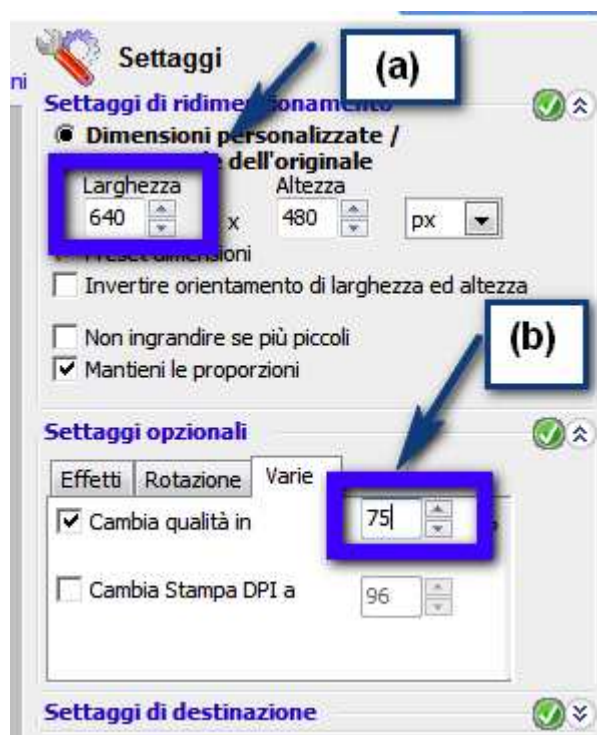 Settaggi
(a)
ni
Settaggi di ridimensionamento
Dimensioni personalizzate /
dell'originale
Larghezza Altezza
640 x 480 px
Preset dimensioni
Invertire orientamento di larghezza ed altezza
Non ingrandire se più piccoli
(b)
Mantieni le proporzioni
Settaggi opzionali
Effetti Rotazione Varie
Cambia qualità in 75
Cambia Stampa DPI a 96
Settaggi di destinazione